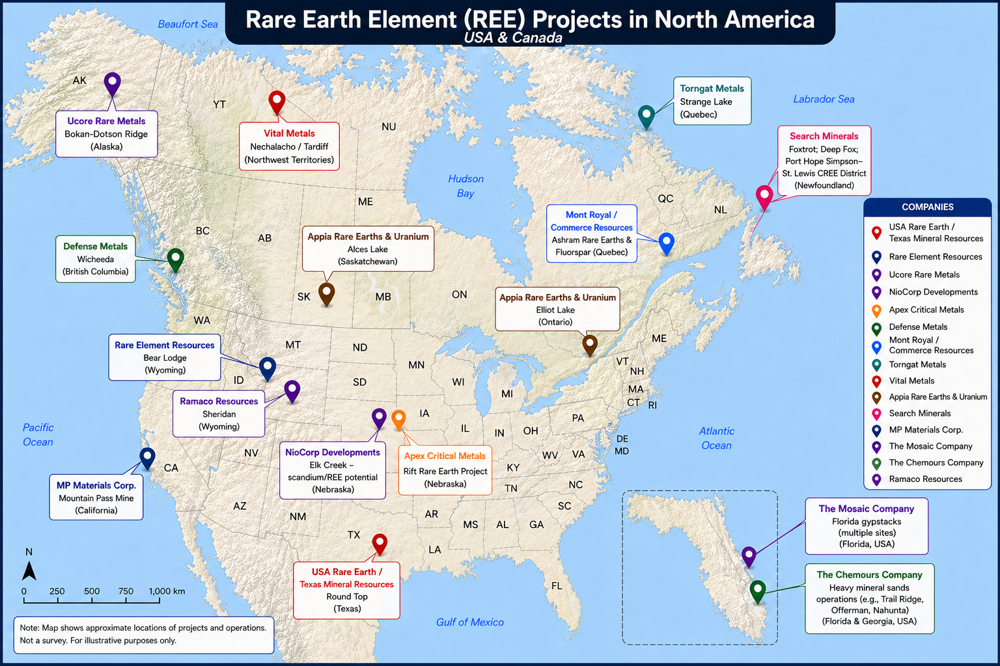 Rare Earth Element (REE) Projects in North America
USA & Canada
Beaufort Sea
AK
YT
NU
Ucore Rare Metals
Bokan-Dotson Ridge
(Alaska)
Vital Metals
Nechalacho / Tardiff
(Northwest Territories)
Torngat Metals
Strange Lake
(Quebec)
Labrador Sea
Search Minerals
Foxtrot; Deep Fox;
Port Hope Simpson–
St. Lewis CREE District
(Newfoundland)
Hudson
Bay
ME
QC
NL
BC
AB
Mont Royal /
Commerce Resources
Ashram Rare Earths &
Fluorspar (Quebec)
Appia Rare Earths & Uranium
Alces Lake
(Saskatchewan)
Defense Metals
Wicheeda
(British Columbia)
SK
MB
ON
Appia Rare Earths & Uranium
Elliot Lake
(Ontario)
WA
MT
ND
MN
ME
VT
NH
MA
CT
RI
Rare Element Resources
Bear Lodge
(Wyoming)
ID
SD
WI
MI
Ramaco Resources
Sheridan
(Wyoming)
IA
PA
IL
IN
OH
Pacific
Ocean
Atlantic
Ocean
DE
MD
NV
WV
VA
NioCorp Developments
Elk Creek –
scandium/REE potential
(Nebraska)
Apex Critical Metals
Rift Rare Earth Project
(Nebraska)
KY
CA
MP Materials Corp.
Mountain Pass Mine
(California)
TN
NC
AZ
NM
AR
SC
MS
AL
GA
TX
LA
FL
USA Rare Earth /
Texas Mineral Resources
Round Top
(Texas)
Gulf of Mexico
COMPANIES
USA Rare Earth /
Texas Mineral Resources
Rare Element Resources
Ucore Rare Metals
NioCorp Developments
Apex Critical Metals
Defense Metals
Mont Royal /
Commerce Resources
Torngat Metals
Vital Metals
Appia Rare Earths & Uranium
Search Minerals
MP Materials Corp.
The Mosaic Company
The Chemours Company
Ramaco Resources
The Mosaic Company
Florida gypstacks
(multiple sites)
(Florida, USA)
The Chemours Company
Heavy mineral sands
operations (e.g., Trail Ridge,
Offerman, Nahunta)
(Florida & Georgia, USA)
N
0 250 500 750 1,000 km
Note: Map shows approximate locations of projects and operations.
Not a survey. For illustrative purposes only.